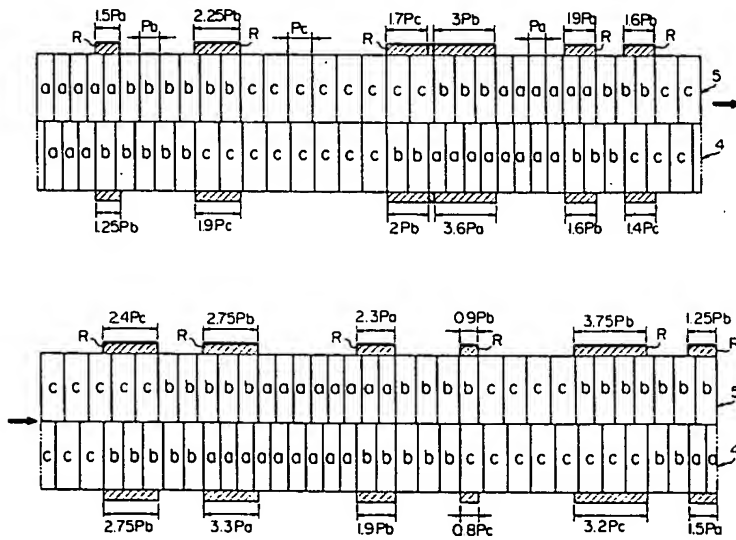 1.5Pa Pb 2.25Pb Pc 1.7Pc 3Pb Pa 1.9Pa 1.6Pb
R R R R R
a a a a a b b b b b b c c c c c c c c b b b a a a a a a b b b c c
5
a a a b b b b b c c c c c c c b b a a a a a a a a b b b c c c
4
1.25Pb 1.9Pc 2Pb 3.6Pa 1.6Pb 1.4Pc
2.4Pc 2.75Pb 2.3Pa 0.9Pb 3.75Pb 1.25Pb
R R R R R R
c c c c c b b b b b a a a a a a a a b b b b c c c c b b b b b b b
5
c c c b b b b b a a a a a a a a b b b b b c c c c c c c b b a a
4
2.75Pb 3.3Pa 1.9Pb 0.8Pc 3.2Pc 1.5Pa